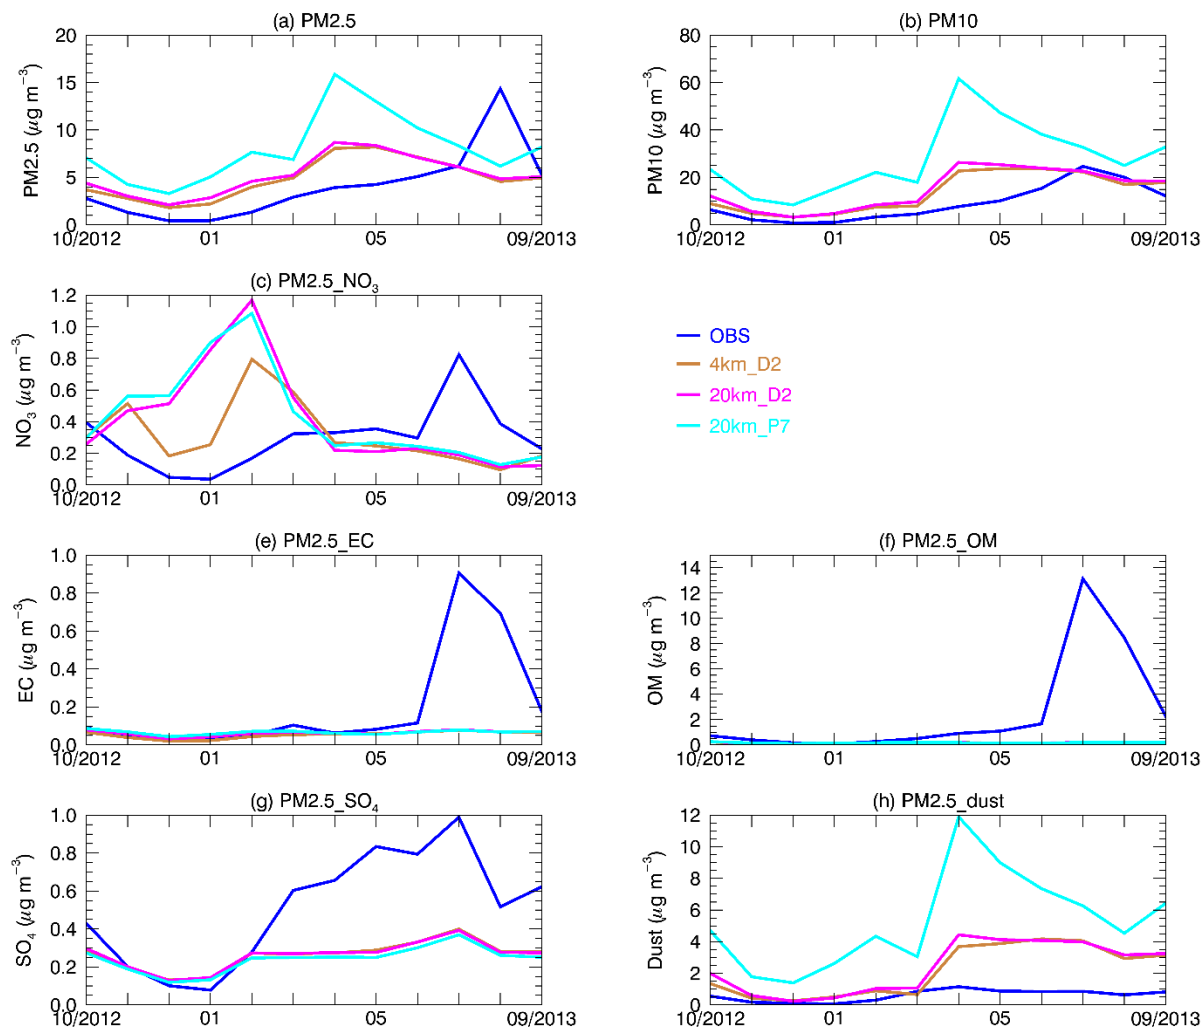 (a) PM2.5
PM2.5 (μg m⁻³)
20
15
10
5
0
10/2012 01 05 09/2013
(b) PM10
PM10 (μg m⁻³)
80
60
40
20
0
10/2012 01 05 09/2013
(c) PM2.5_NO₃
NO₃ (μg m⁻³)
1.2
1.0
0.8
0.6
0.4
0.2
0.0
10/2012 01 05 09/2013
OBS
4km_D2
20km_D2
20km_P7
(e) PM2.5_EC
EC (μg m⁻³)
1.0
0.8
0.6
0.4
0.2
0.0
10/2012 01 05 09/2013
(f) PM2.5_OM
OM (μg m⁻³)
14
12
10
8
6
4
2
0
10/2012 01 05 09/2013
(g) PM2.5_SO₄
SO₄ (μg m⁻³)
1.0
0.8
0.6
0.4
0.2
0.0
10/2012 01 05 09/2013
(h) PM2.5_dust
Dust (μg m⁻³)
12
10
8
6
4
2
0
10/2012 01 05 09/2013